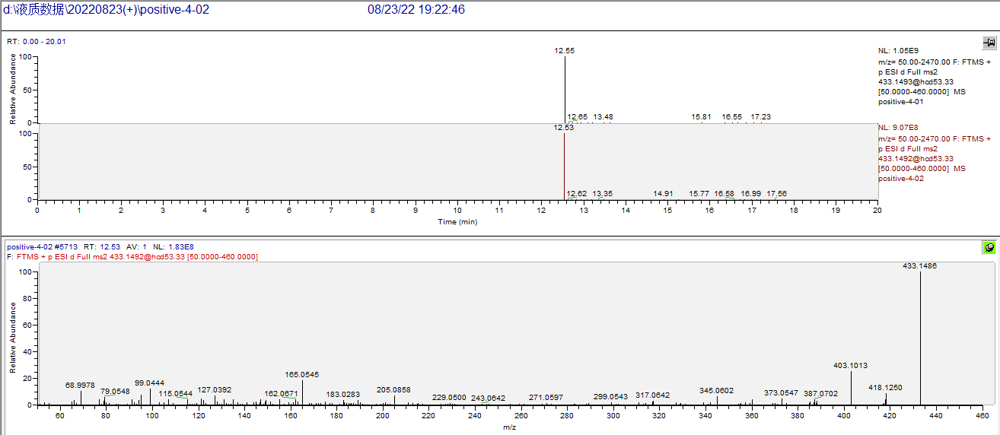 d:\液质数据\20220823(+)\positive-4-02 08/23/22 19:22:46
RT: 0.00 - 20.01
NL: 1.05E9
m/z= 50.00-2470.00 F: FTMS +
p ESI d Full ms2
433.1493@hcd53.33
[50.0000-460.0000] MS
positive-4-01
Relative Abundance
100
50
0
12.55
12.65 13.48 15.81 16.55 17.23
NL: 9.07E8
m/z= 50.00-2470.00 F: FTMS +
p ESI d Full ms2
433.1492@hcd53.33
[50.0000-460.0000] MS
positive-4-02
100
50
0
12.53
12.62 13.35 14.91 15.77 16.58 16.99 17.56
0 1 2 3 4 5 6 7 8 9 10 11 12 13 14 15 16 17 18 19 20
Time (min)
positive-4-02 #5713 RT: 12.53 AV: 1 NL: 1.83E8
F: FTMS + p ESI d Full ms2 433.1492@hcd53.33 [50.0000-460.0000]
Relative Abundance
100
80
60
40
20
0
433.1486
403.1013
165.0545
68.9978 99.0444 418.1250
79.0548 115.0544 127.0392 162.0671 183.0283 205.0858 229.0500 243.0642 271.0597 299.0543 317.0642 345.0602 373.0547 387.0702
60 80 100 120 140 160 180 200 220 240 260 280 300 320 340 360 380 400 420 440 460
m/z